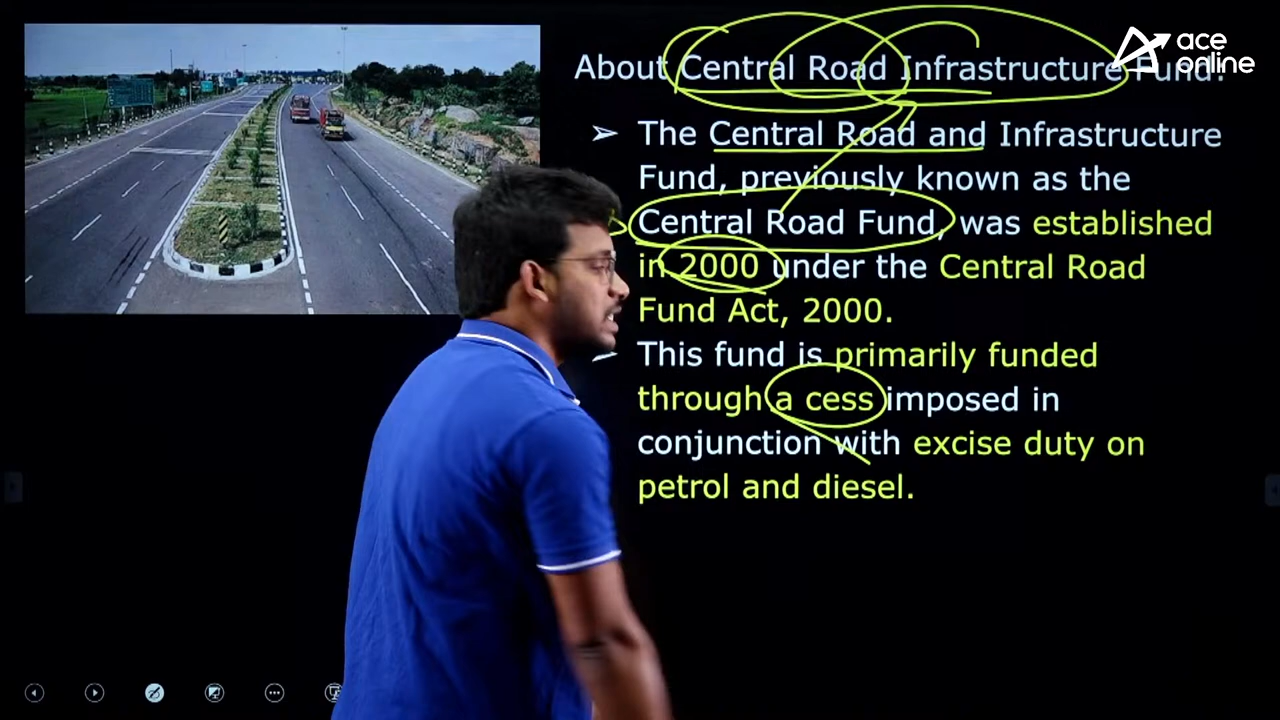 ace
online
About Central Road Infrastructure Fund:
➢ The Central Road and Infrastructure
Fund, previously known as the
Central Road Fund, was established
in 2000 under the Central Road
Fund Act, 2000.
This fund is primarily funded
through a cess imposed in
conjunction with excise duty on
petrol and diesel.